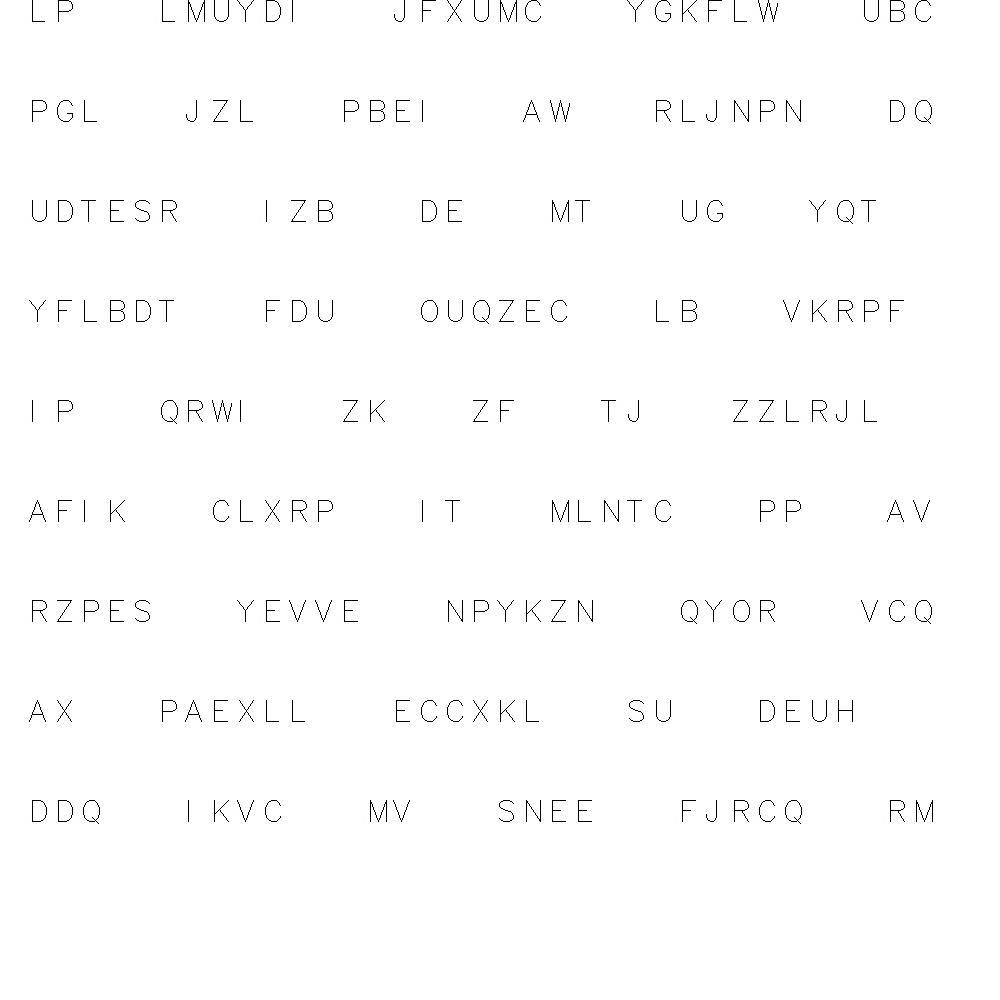 LP LMUYDI JFXUMC YGKFLW UBC
PGL JZL PBEI AW RLJNPN DQ
UDTESR IZB DE MT UG YQT
YFLBDT FDU OUQZEC LB VKRPF
IP QRWI ZK ZF TJ ZZLRJL
AFIK CLXRP IT MLNTC PP AV
RZPES YEVVE NPYKZN QYOR VCQ
AX PAEXLL ECCXKL SU DEUH
DDQ IKVC MV SNEE FJRCQ RM